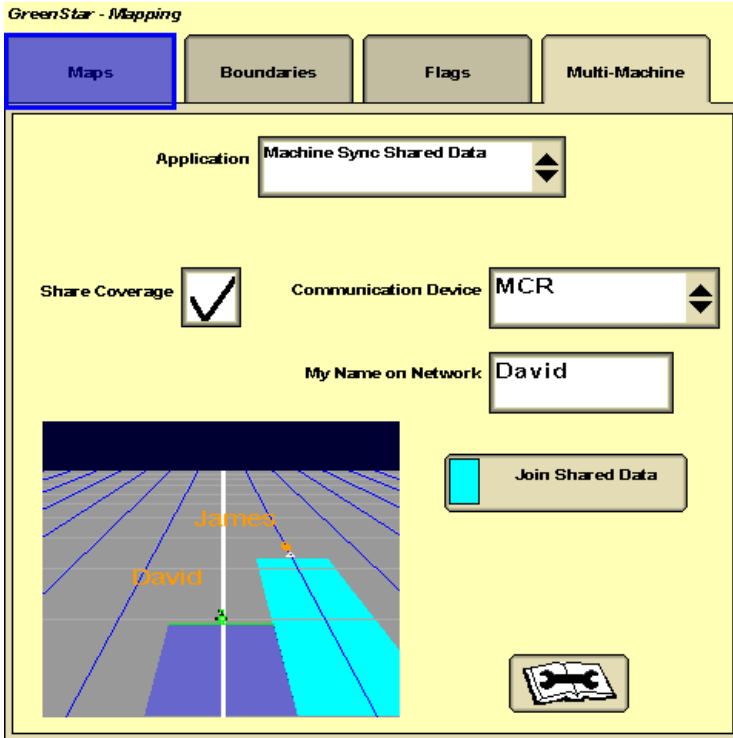 GreenStar - Mapping
Maps
Boundaries
Flags
Multi-Machine
Application
Machine Sync Shared Data
Share Coverage
Communication Device
MCR
My Name on Network
David
Join Shared Data
James
David